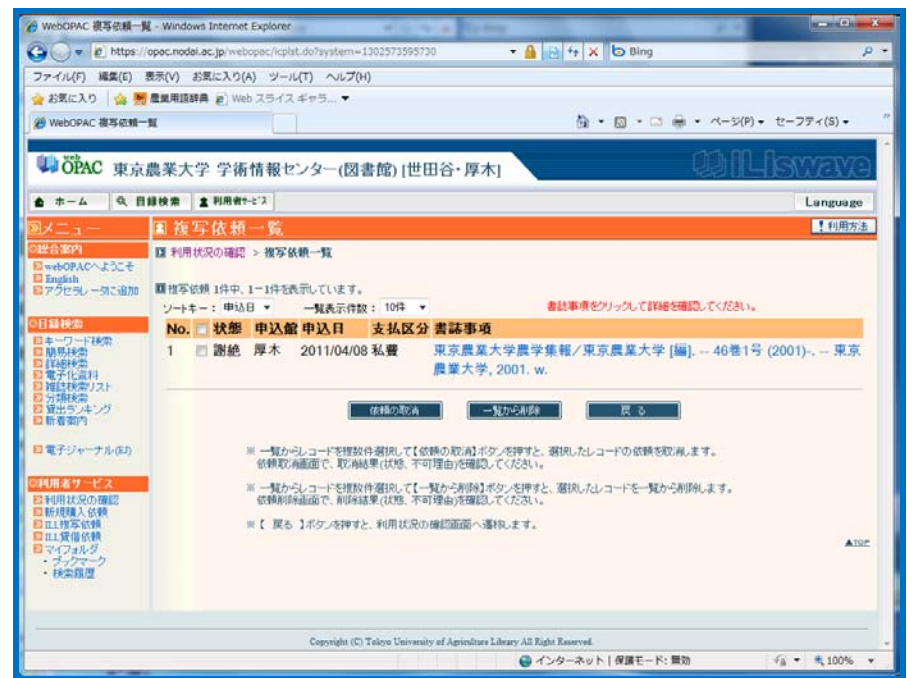 WebOPAC 複写依頼一覧 - Windows Internet Explorer
https://opac.nodai.ac.jp/webopac/icplst.do?system=1302573595730
Bing
ファイル(F) 編集(E) 表示(V) お気に入り(A) ツール(T) ヘルプ(H)
お気に入り 農業用語辞典 Web スライス ギャラ...
WebOPAC 複写依頼一覧
ページ(P) セーフティ(S)
web OPAC 東京農業大学 学術情報センター(図書館) [世田谷・厚木]
iLiswave
ホーム 目録検索 利用者サービス
Language
メニュー
複写依頼一覧
利用方法
総合案内
webOPACへようこそ
English
アクセラレータに追加
目録検索
キーワード検索
簡易検索
詳細検索
電子化資料
雑誌検索リスト
分類検索
貸出ランキング
新着案内
電子ジャーナル(EJ)
利用者サービス
利用状況の確認
新規購入依頼
ILL複写依頼
ILL貸借依頼
マイフォルダ
・ブックマーク
・検索履歴
利用状況の確認 > 複写依頼一覧
複写依頼 1件中、1-1件を表示しています。
ソートキー: 申込日 一覧表示件数: 10件
書誌事項をクリックして詳細を確認してください。
No. 状態 申込館 申込日 支払区分 書誌事項
1 謝絶 厚木 2011/04/08 私費 東京農業大学農学集報/東京農業大学 [編]. -- 46巻1号 (2001)-. -- 東京
農業大学, 2001. w.
依頼の取消 一覧から削除 戻 る
※ 一覧からレコードを複数件選択して【依頼の取消】ボタンを押すと、選択したレコードの依頼を取消します。
依頼取消画面で、取消結果(状態、不可理由)を確認してください。
※ 一覧からレコードを複数件選択して【一覧から削除】ボタンを押すと、選択したレコードを一覧から削除します。
依頼削除画面で、削除結果(状態、不可理由)を確認してください。
※【 戻る 】ボタンを押すと、利用状況の確認画面へ遷移します。
▲TOP
Copyright (C) Tokyo University of Agriculture Library All Right Reserved.
インターネット | 保護モード: 無効
100%